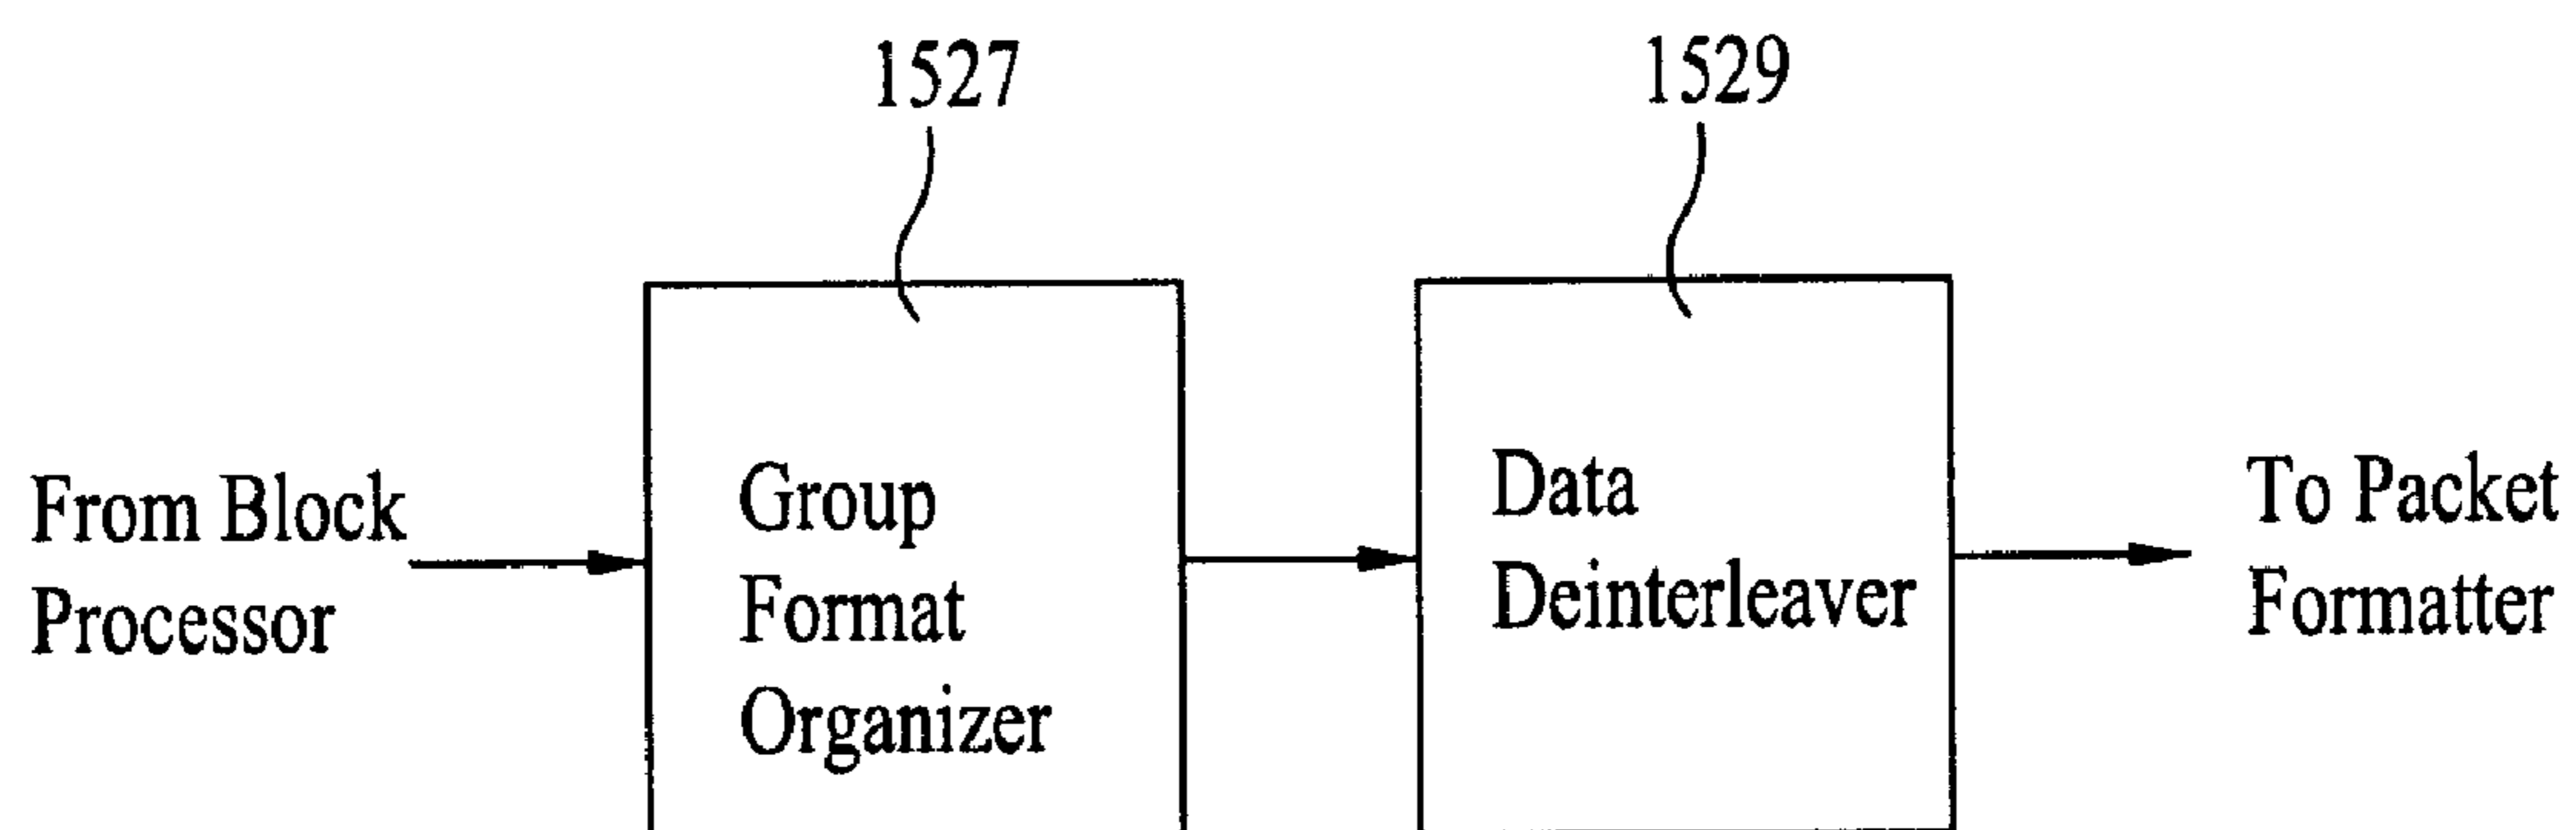 1527
1529
From Block
Processor
Group
Format
Organizer
Data
Deinterleaver
To Packet
Formatter